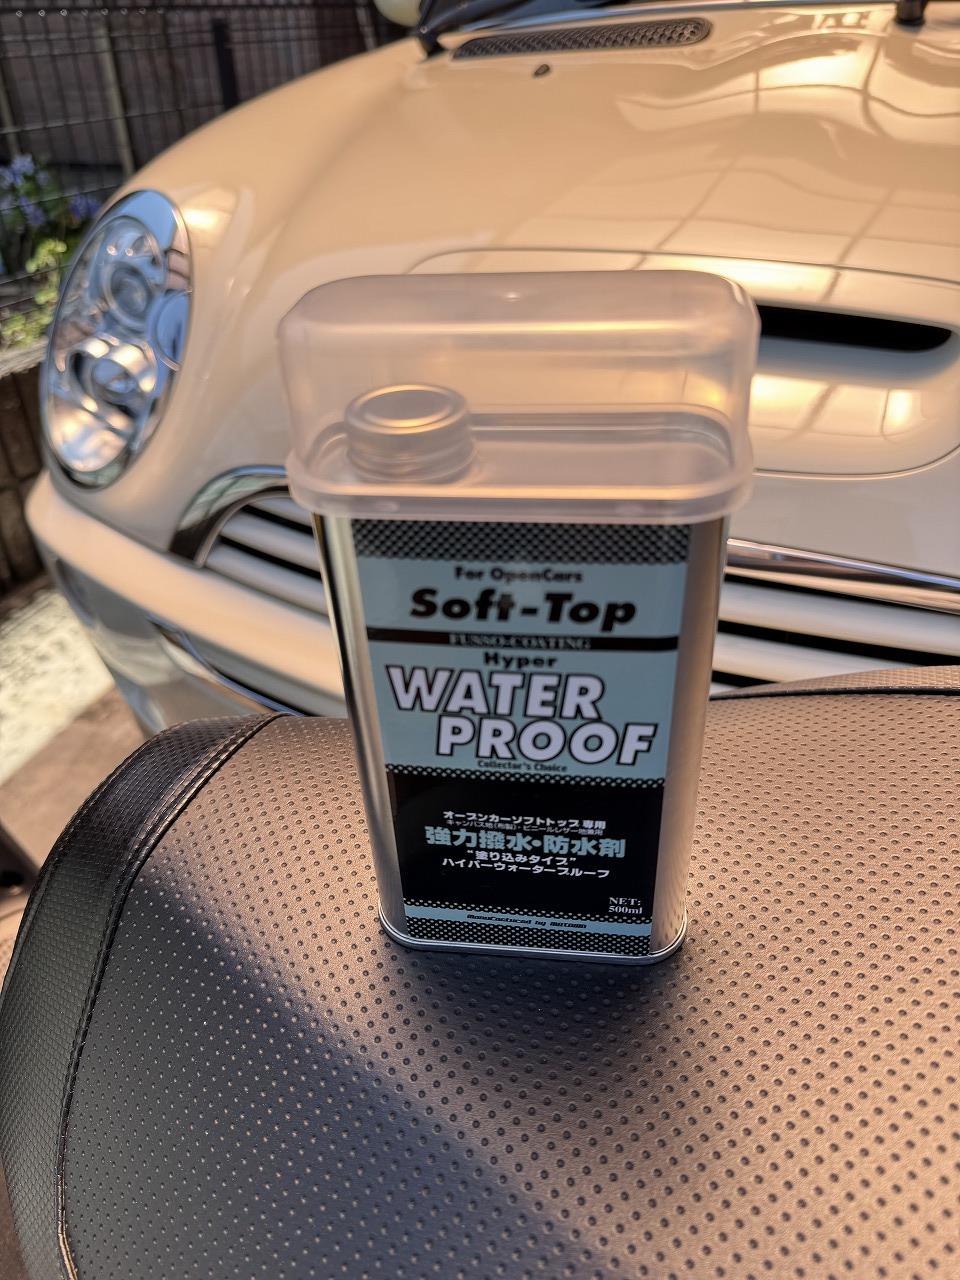 For OpenCars
Soft-Top
FUSSO-COATING
Hyper
WATER
PROOF
Collector's Choice
オープンカーソフトトップ専用
キャンバス地(布製)・ビニールレザー地兼用
強力撥水・防水剤
"塗り込みタイプ"
ハイパーウォータープルーフ
NET:
500ml
Manufactured by